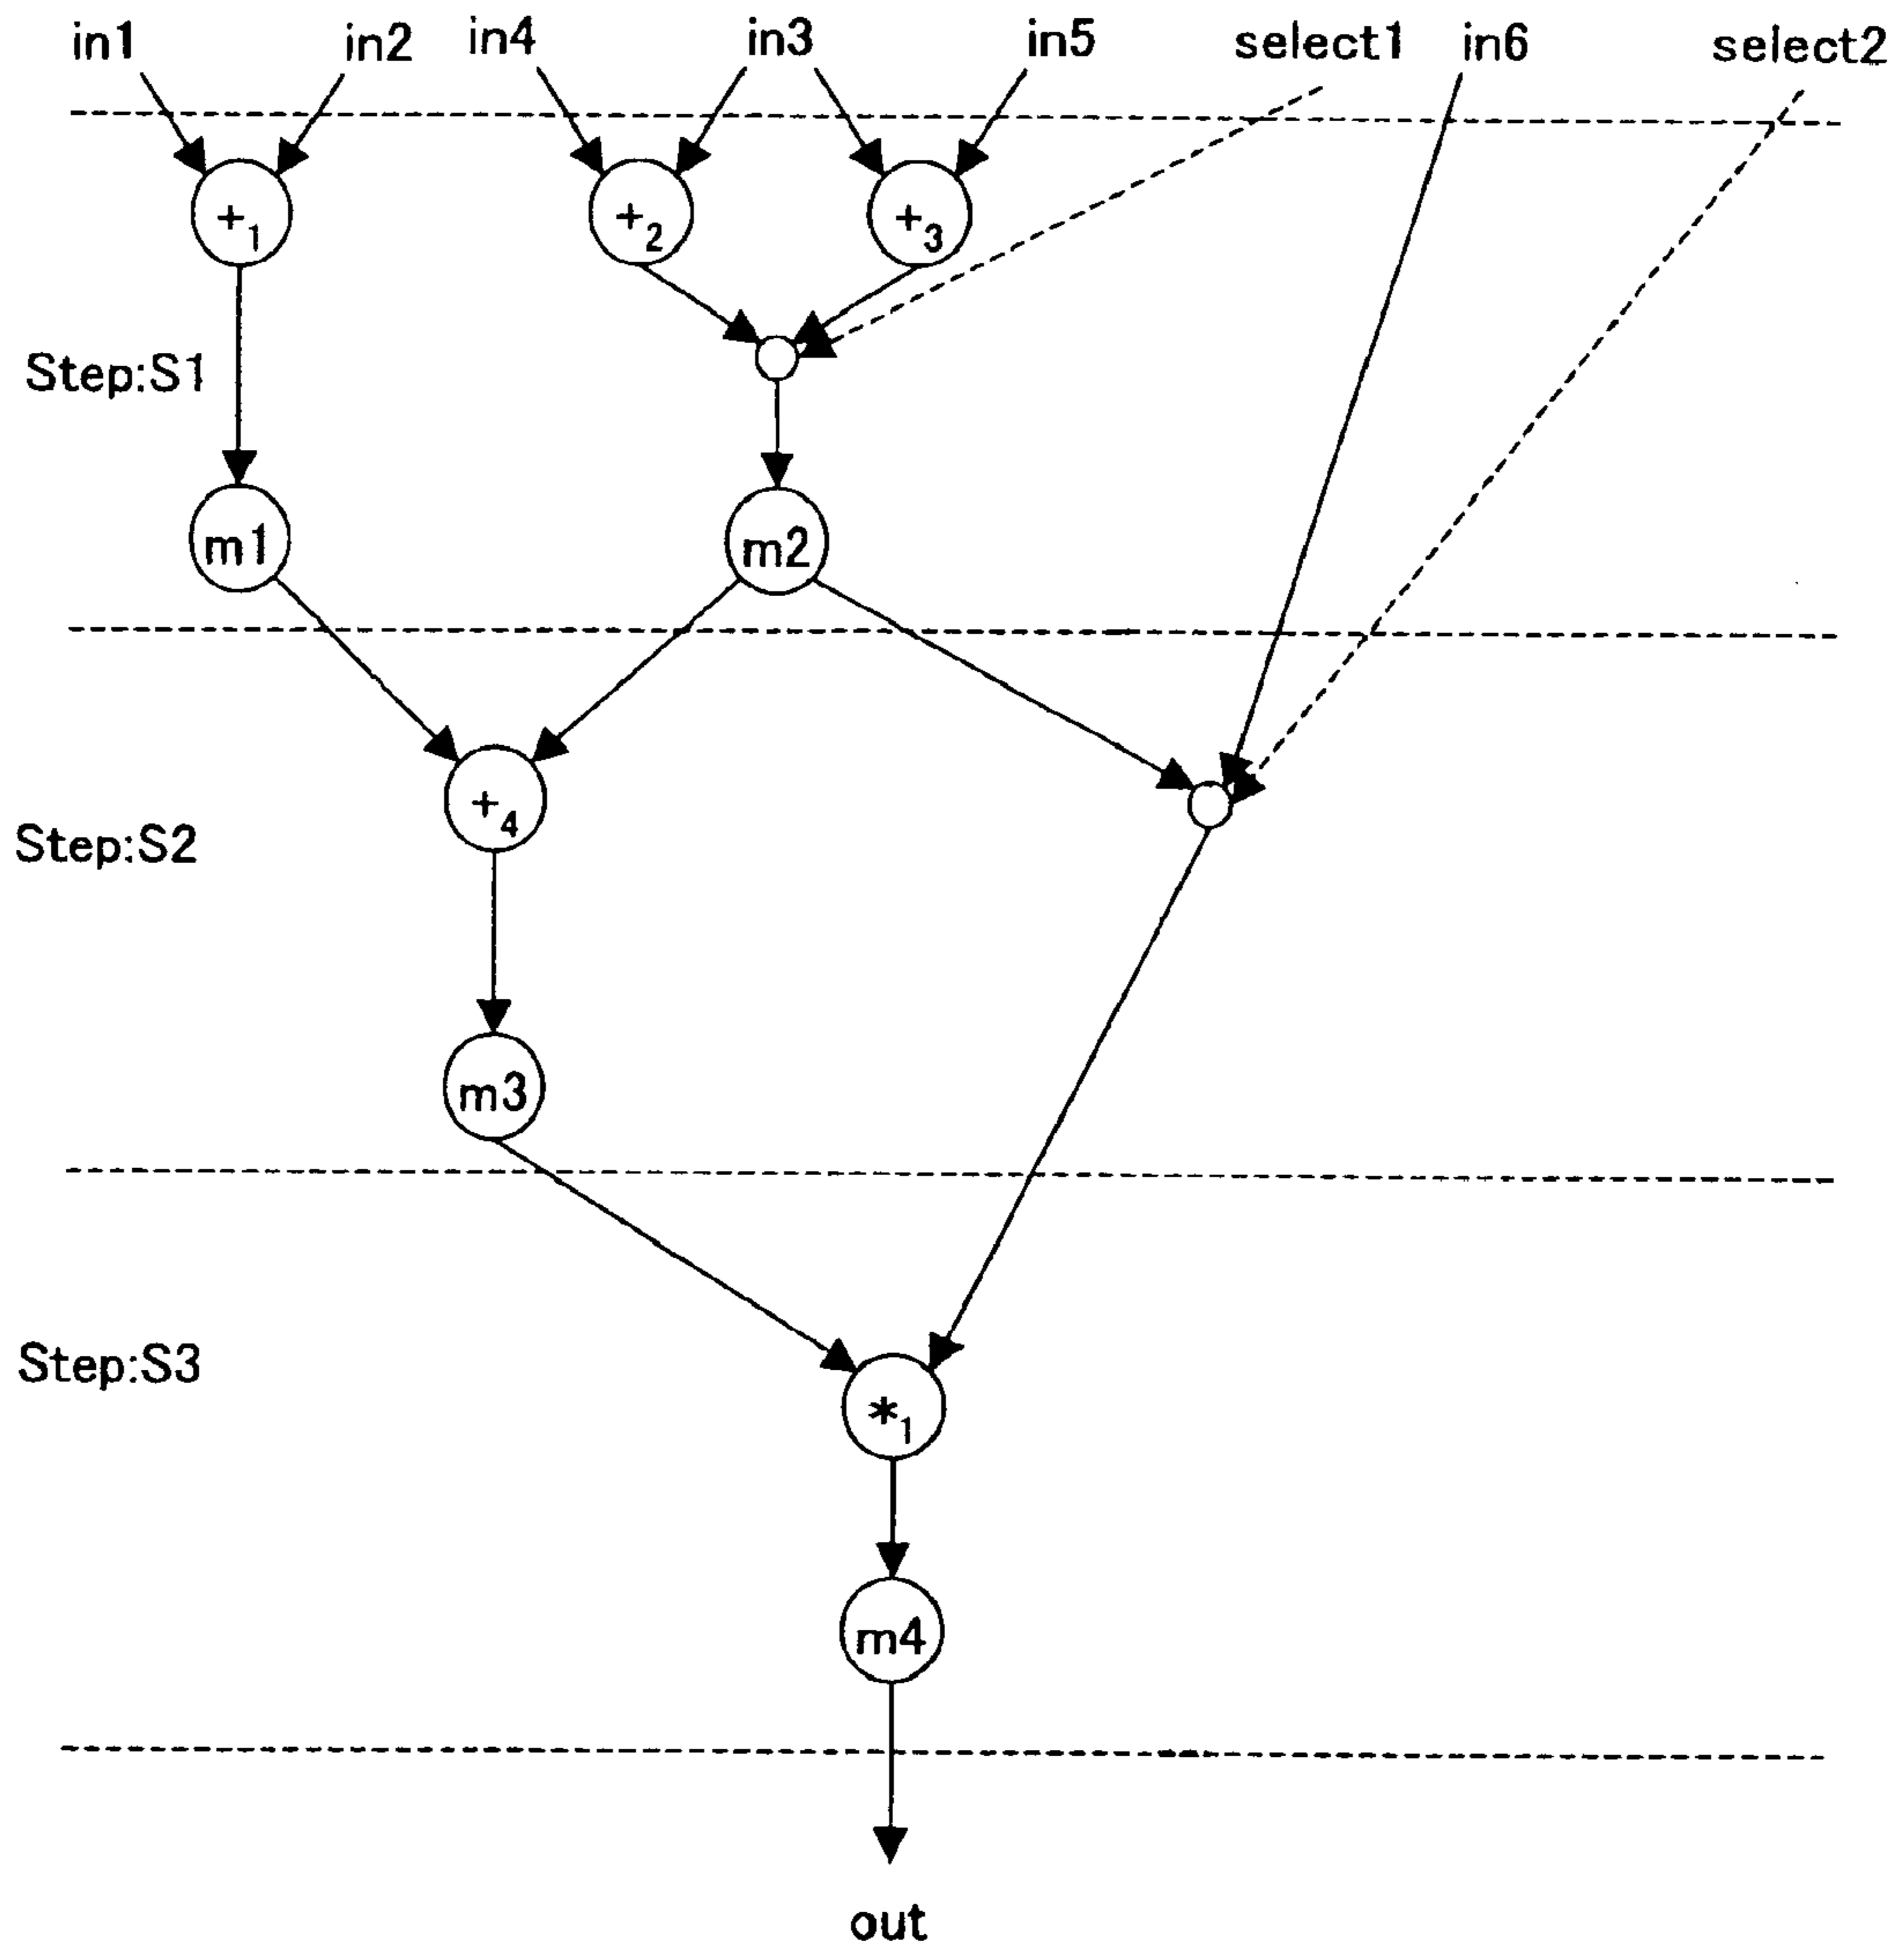 in1 in2 in4 in3 in5 select1 in6 select2
+1 +2 +3
Step:S1
m1 m2
+4
Step:S2
m3
Step:S3
*1
m4
out